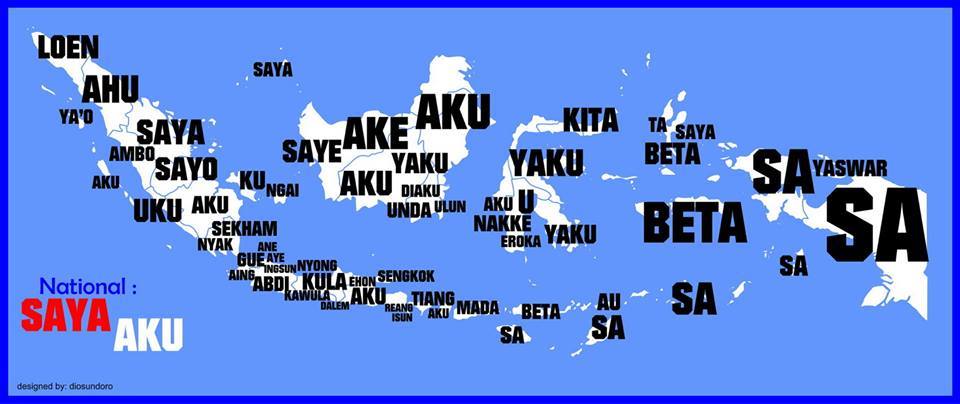 LOEN
AHU
YA'O
SAYA
AMBO
SAYO
AKU
UKU
AKU
SEKHAM
NYAK
SAYA
KU
NGAI
ANE
GUE
AYE
AING
INGSUN
NYONG
ABDI
KULA
EHON
SENGKOK
KAWULA
DALEM
AKU
REANG
ISUN
TIANG
AKU
MADA
SAYE
AKE
AKU
YAKU
AKU
DIAKU
UNDA
ULUN
KITA
YAKU
AKU
U
NAKKE
EROKA
YAKU
TA
SAYA
BETA
BETA
SA
YASWAR
SA
SA
SA
BETA
SA
AU
SA
National :
SAYA
AKU
designed by: diosundoro